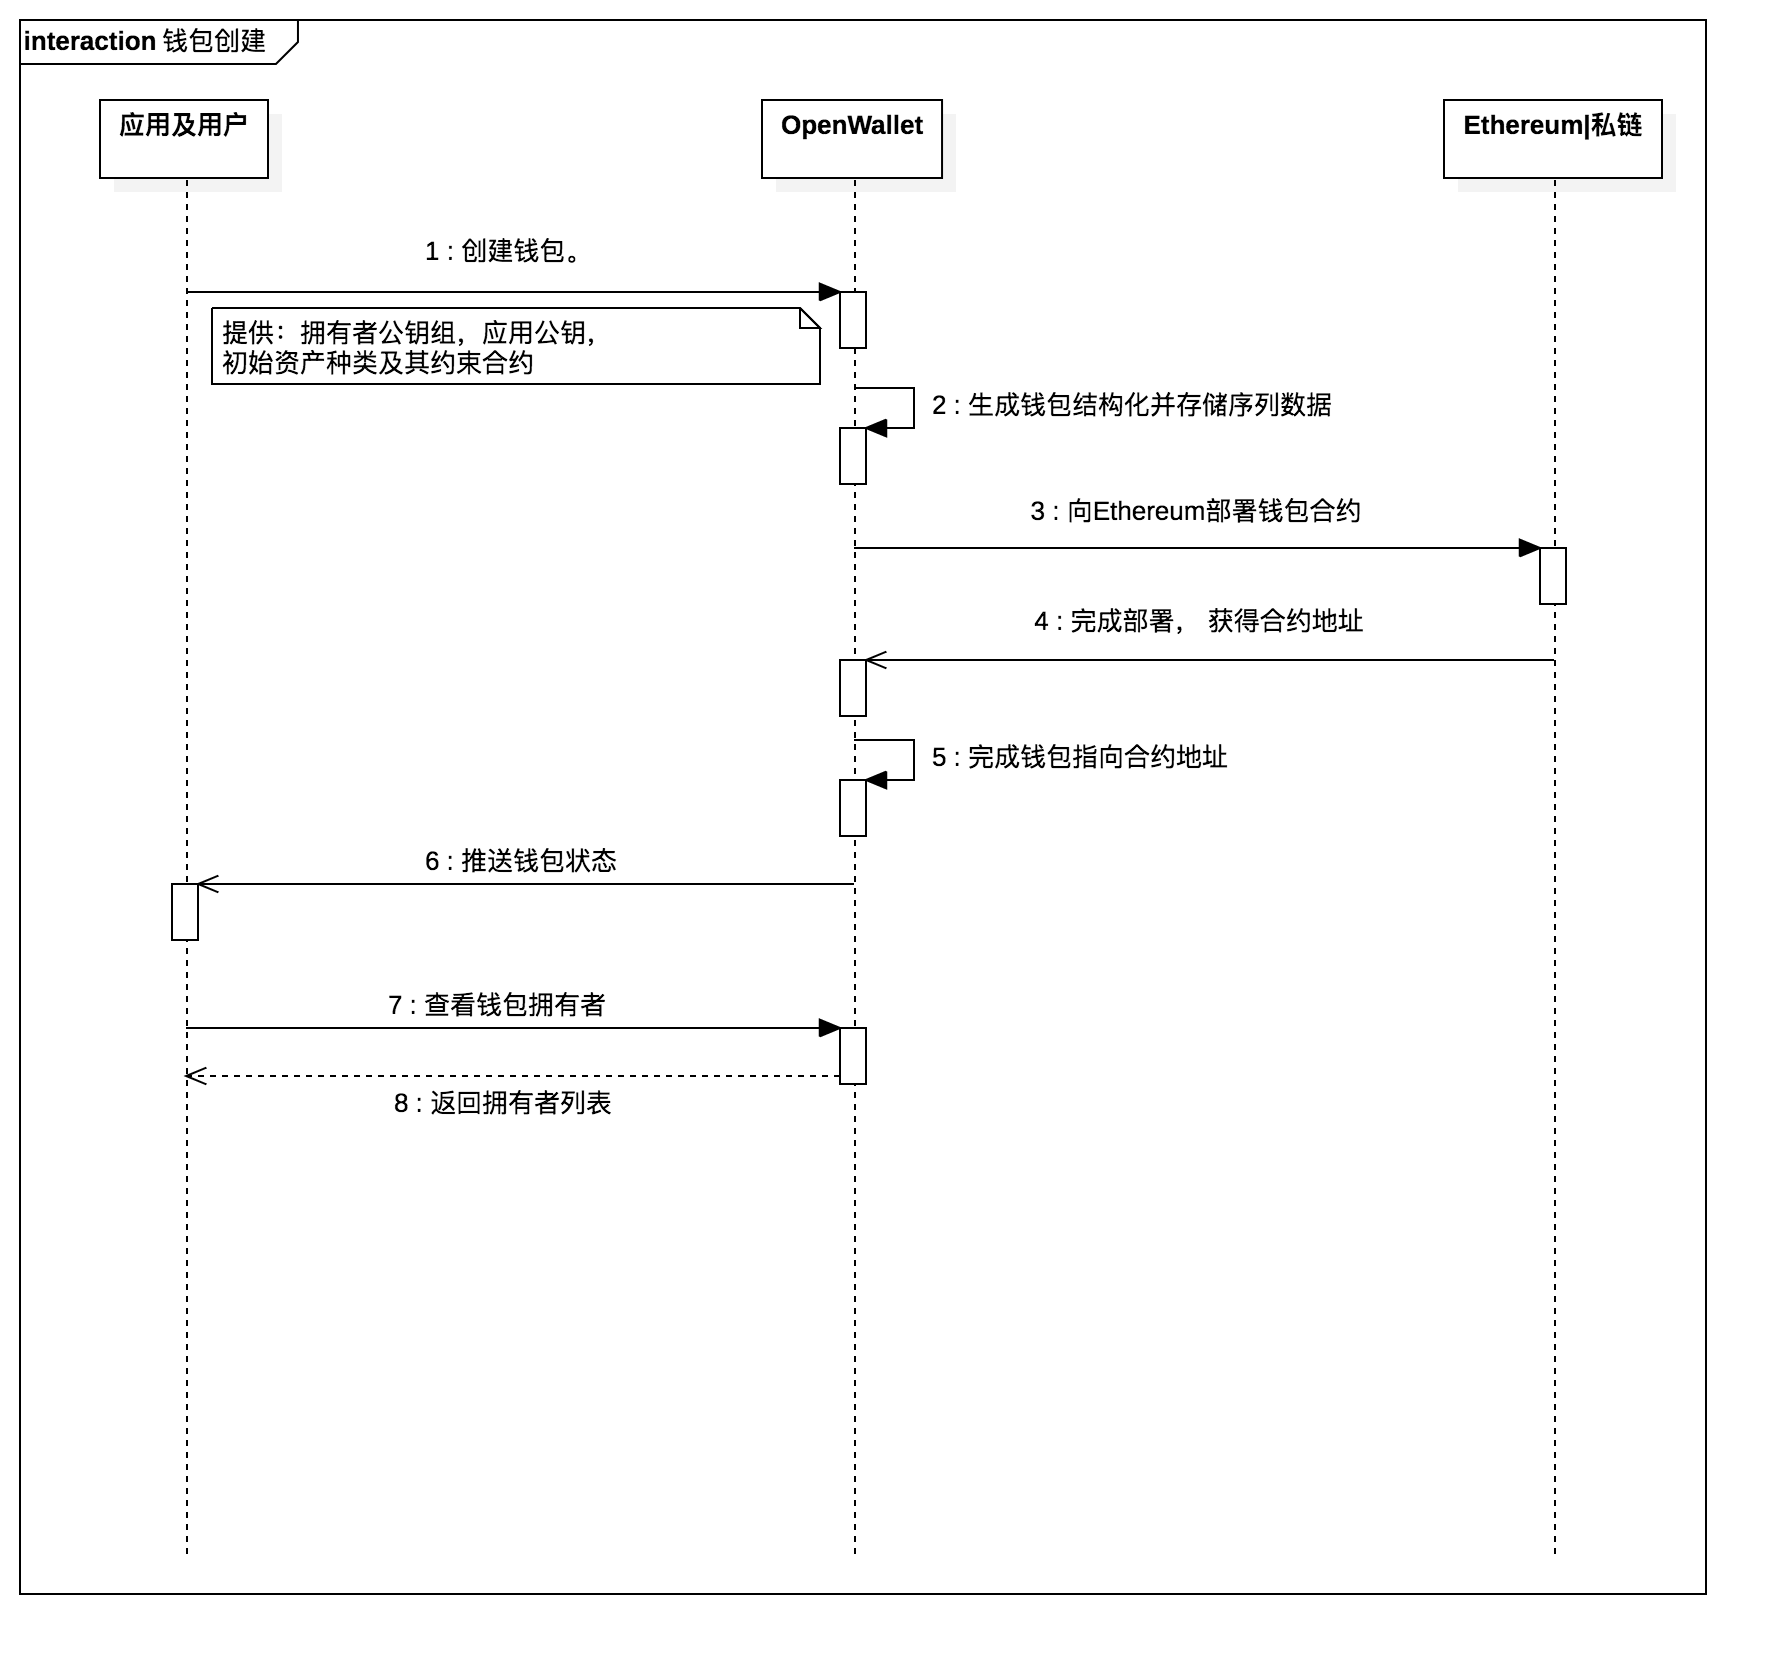 interaction 钱包创建
应用及用户
OpenWallet
Ethereum|私链
1 : 创建钱包。
提供：拥有者公钥组，应用公钥，
初始资产种类及其约束合约
2 : 生成钱包结构化并存储序列数据
3 : 向Ethereum部署钱包合约
4 : 完成部署， 获得合约地址
5 : 完成钱包指向合约地址
6 : 推送钱包状态
7 : 查看钱包拥有者
8 : 返回拥有者列表